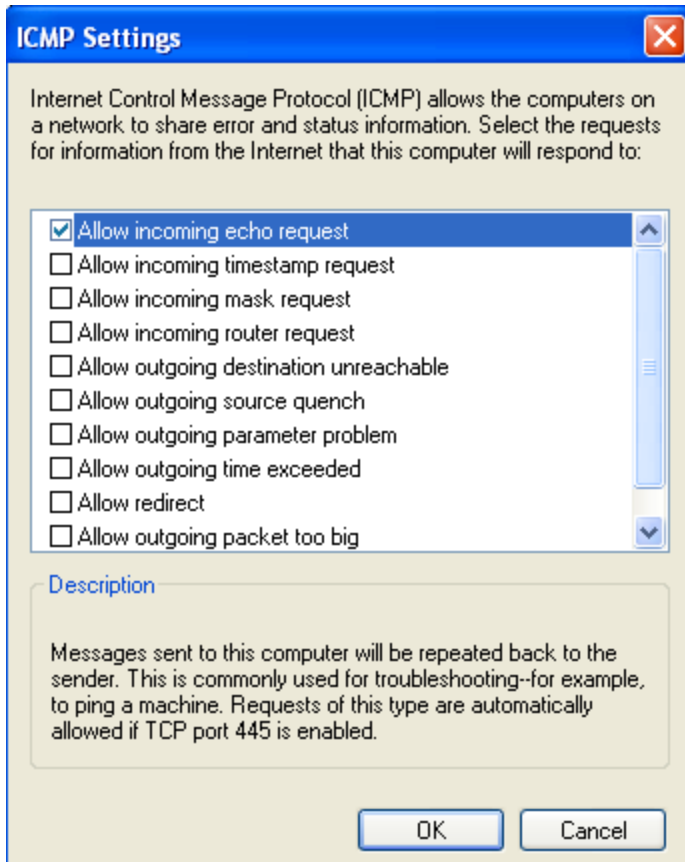 ICMP Settings
Internet Control Message Protocol (ICMP) allows the computers on
a network to share error and status information. Select the requests
for information from the Internet that this computer will respond to:
Allow incoming echo request
Allow incoming timestamp request
Allow incoming mask request
Allow incoming router request
Allow outgoing destination unreachable
Allow outgoing source quench
Allow outgoing parameter problem
Allow outgoing time exceeded
Allow redirect
Allow outgoing packet too big
Description
Messages sent to this computer will be repeated back to the
sender. This is commonly used for troubleshooting--for example,
to ping a machine. Requests of this type are automatically
allowed if TCP port 445 is enabled.
OK
Cancel